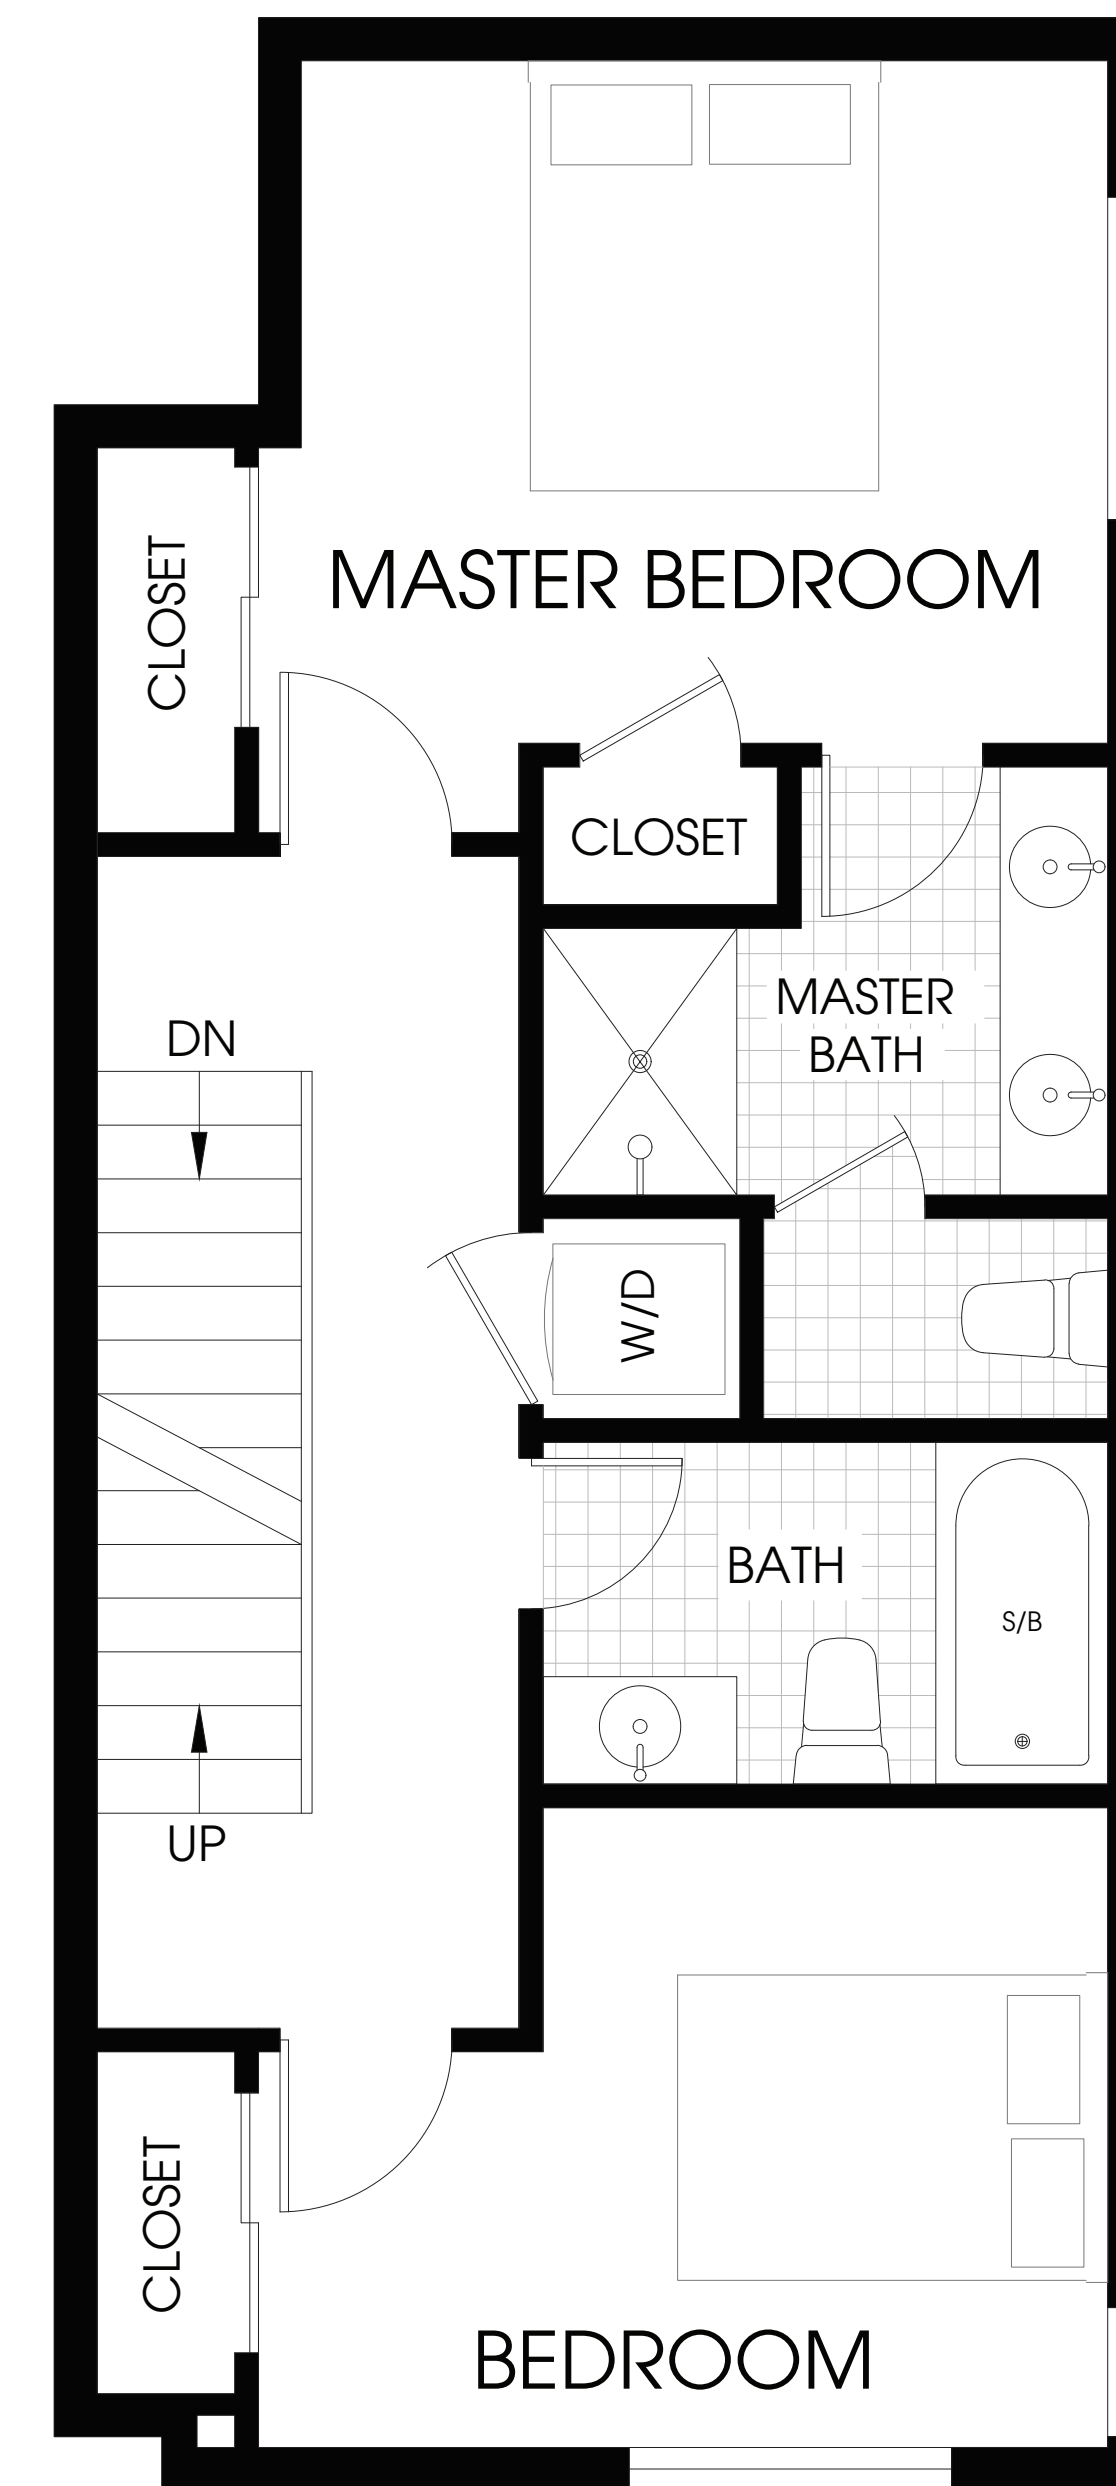 MASTER BEDROOM
CLOSET
CLOSET
MASTER
BATH
DN
W/D
BATH
S/B
UP
CLOSET
BEDROOM